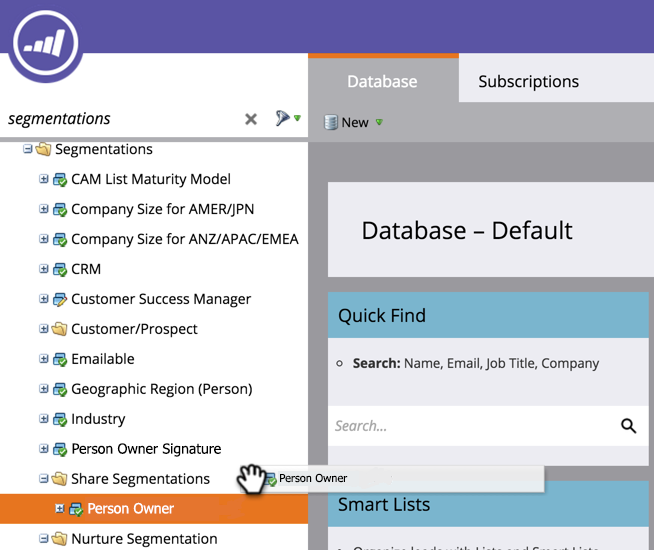 Database
Subscriptions
segmentations
New
Segmentations
CAM List Maturity Model
Company Size for AMER/JPN
Company Size for ANZ/APAC/EMEA
CRM
Customer Success Manager
Customer/Prospect
Emailable
Geographic Region (Person)
Industry
Person Owner Signature
Share Segmentations
Person Owner
Person Owner
Nurture Segmentation
Database – Default
Quick Find
Search: Name, Email, Job Title, Company
Search...
Smart Lists